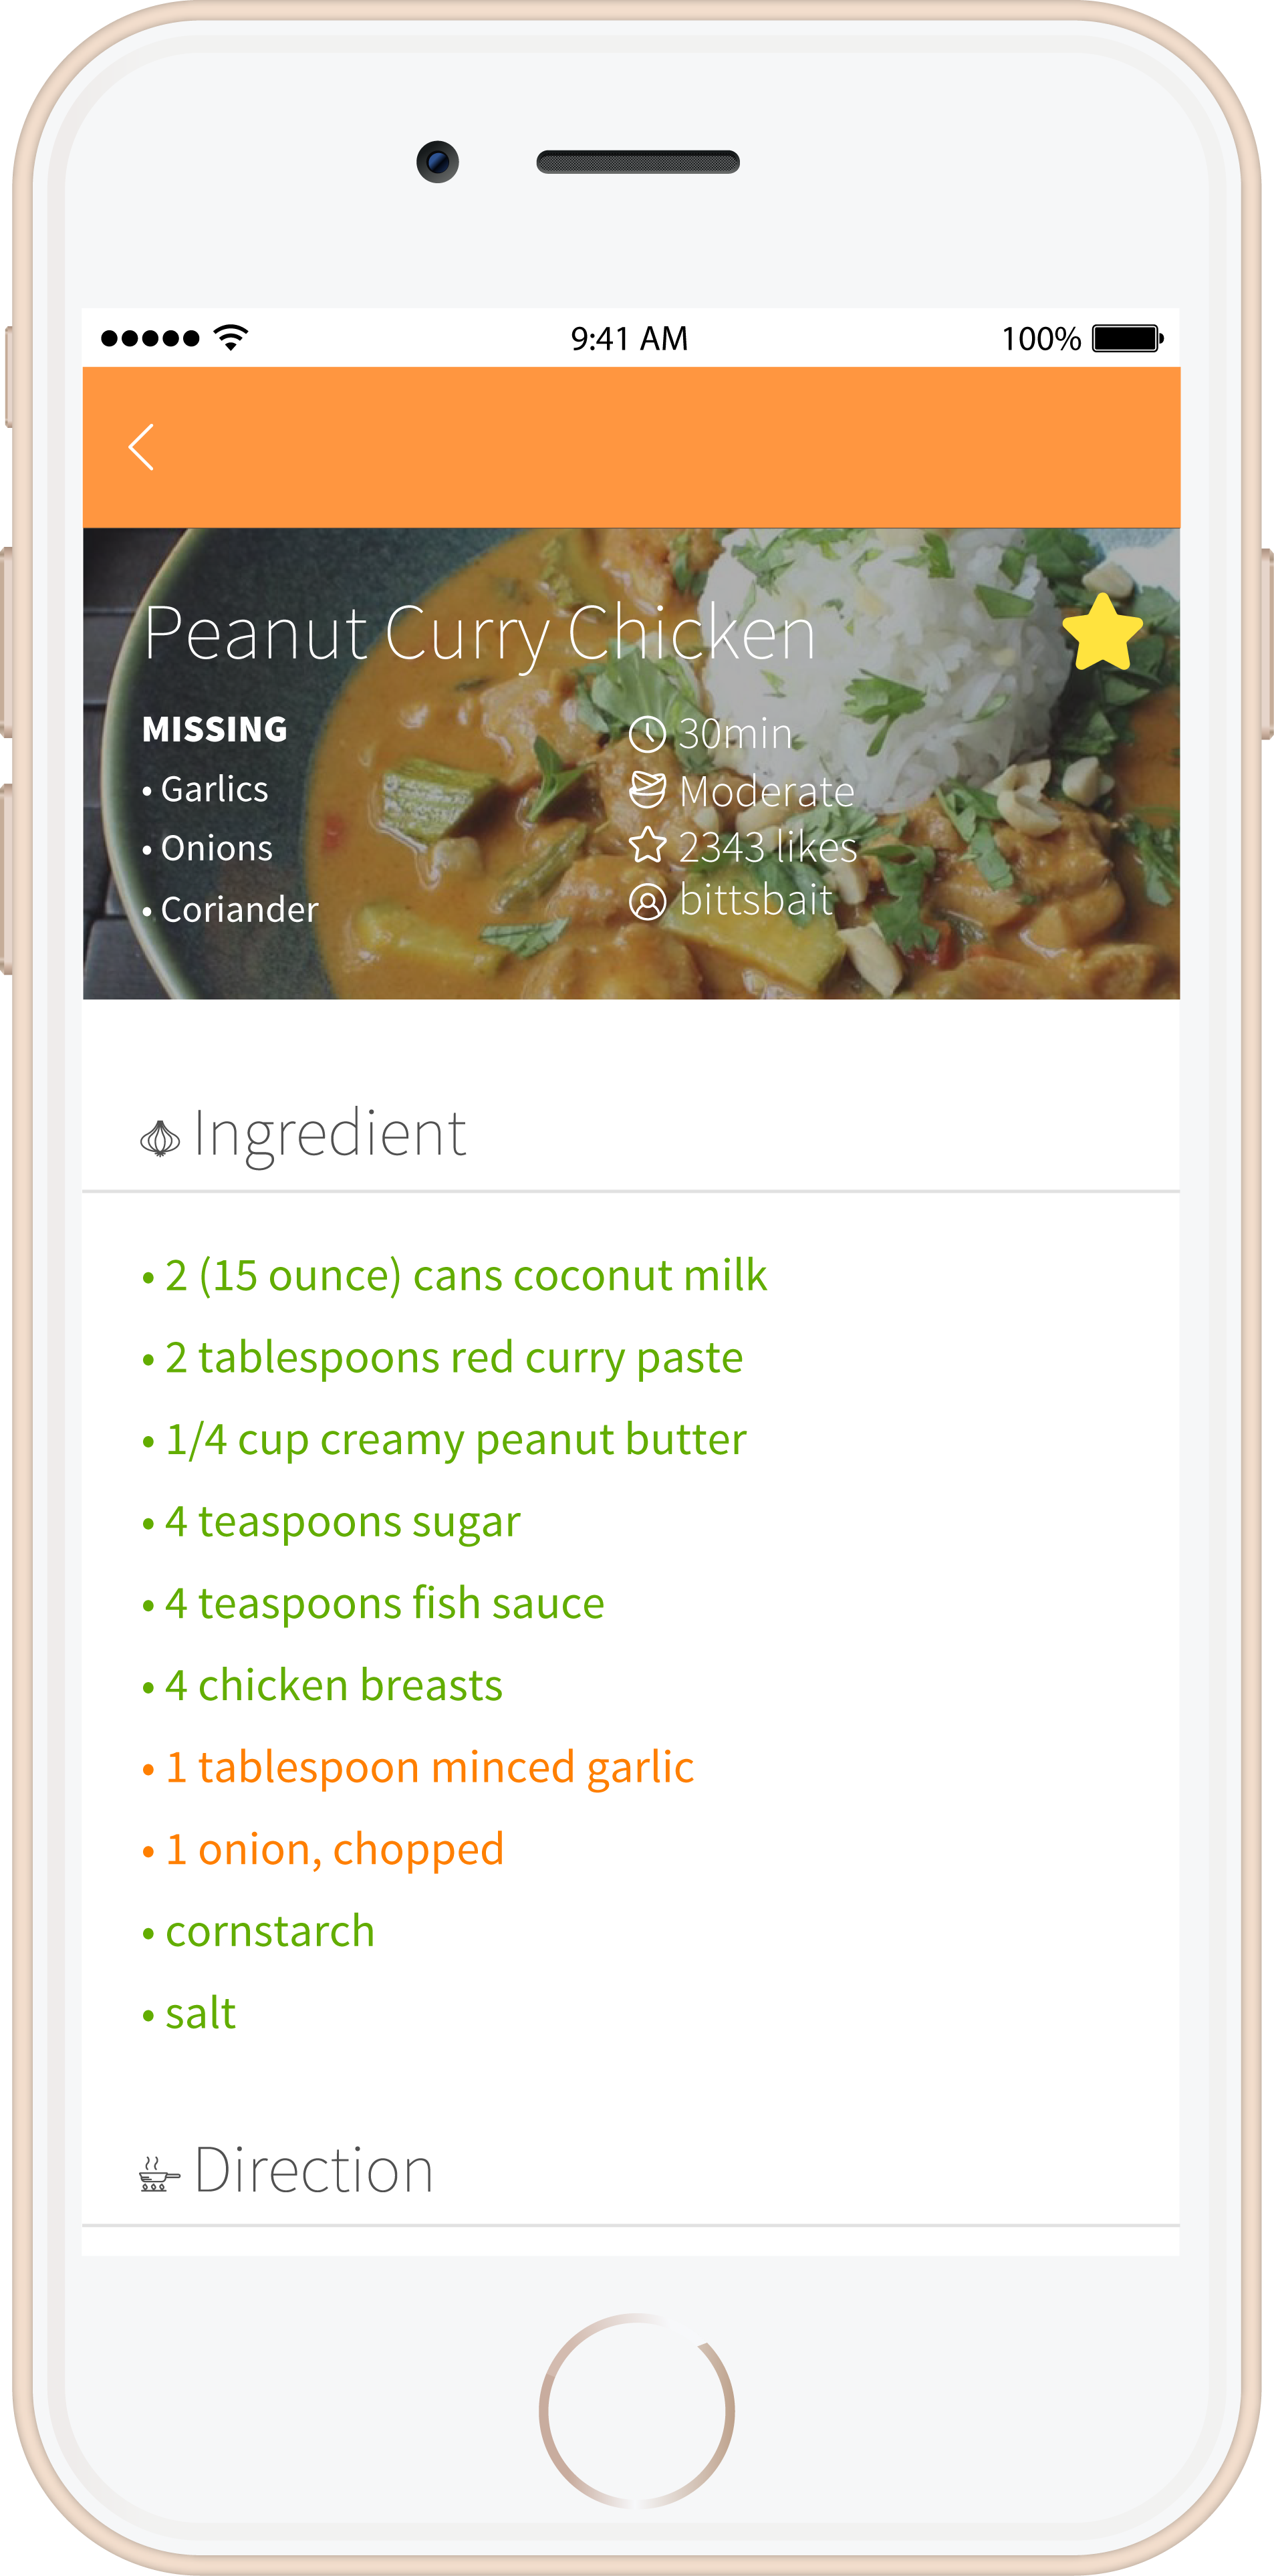 9:41 AM
100%
Peanut Curry Chicken
MISSING
• Garlics
• Onions
• Coriander
30min
Moderate
2343 likes
bittsbait
Ingredient
• 2 (15 ounce) cans coconut milk
• 2 tablespoons red curry paste
• 1/4 cup creamy peanut butter
• 4 teaspoons sugar
• 4 teaspoons fish sauce
• 4 chicken breasts
• 1 tablespoon minced garlic
• 1 onion, chopped
• cornstarch
• salt
Direction